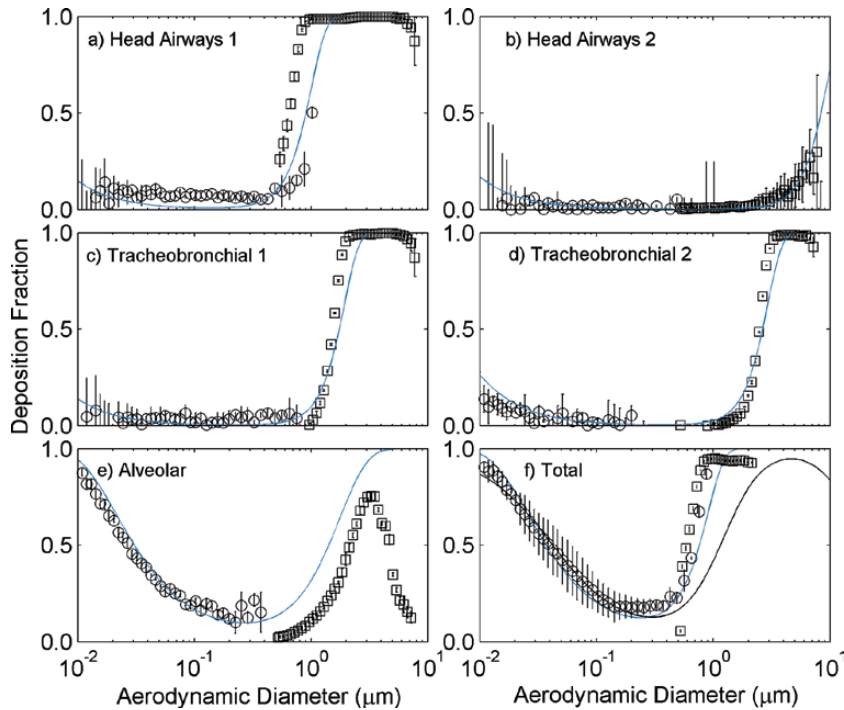 1.0
a) Head Airways 1
b) Head Airways 2
0.5
0.0
1.0
c) Tracheobronchial 1
d) Tracheobronchial 2
Deposition Fraction
0.5
0.0
1.0
e) Alveolar
f) Total
0.5
0.0
10-2 10-1 100 101 10-2 10-1 100 101
Aerodynamic Diameter (μm) Aerodynamic Diameter (μm)